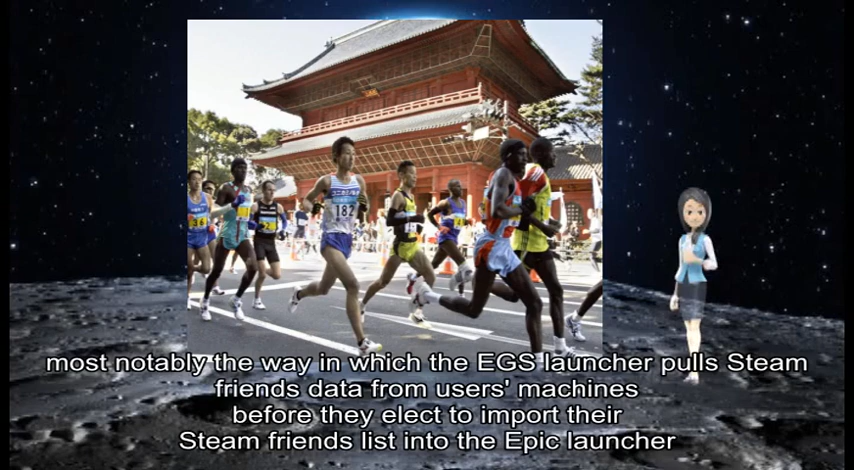 182
most notably the way in which the EGS launcher pulls Steam
friends data from users' machines
before they elect to import their
Steam friends list into the Epic launcher